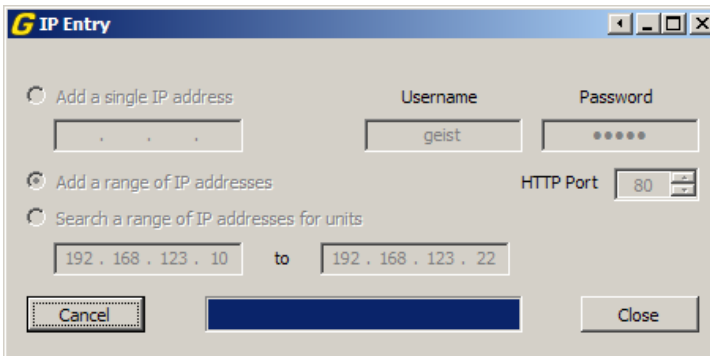 G IP Entry
Add a single IP address Username Password
. . . geist •••••
Add a range of IP addresses HTTP Port 80
Search a range of IP addresses for units
192 . 168 . 123 . 10 to 192 . 168 . 123 . 22
Cancel Close